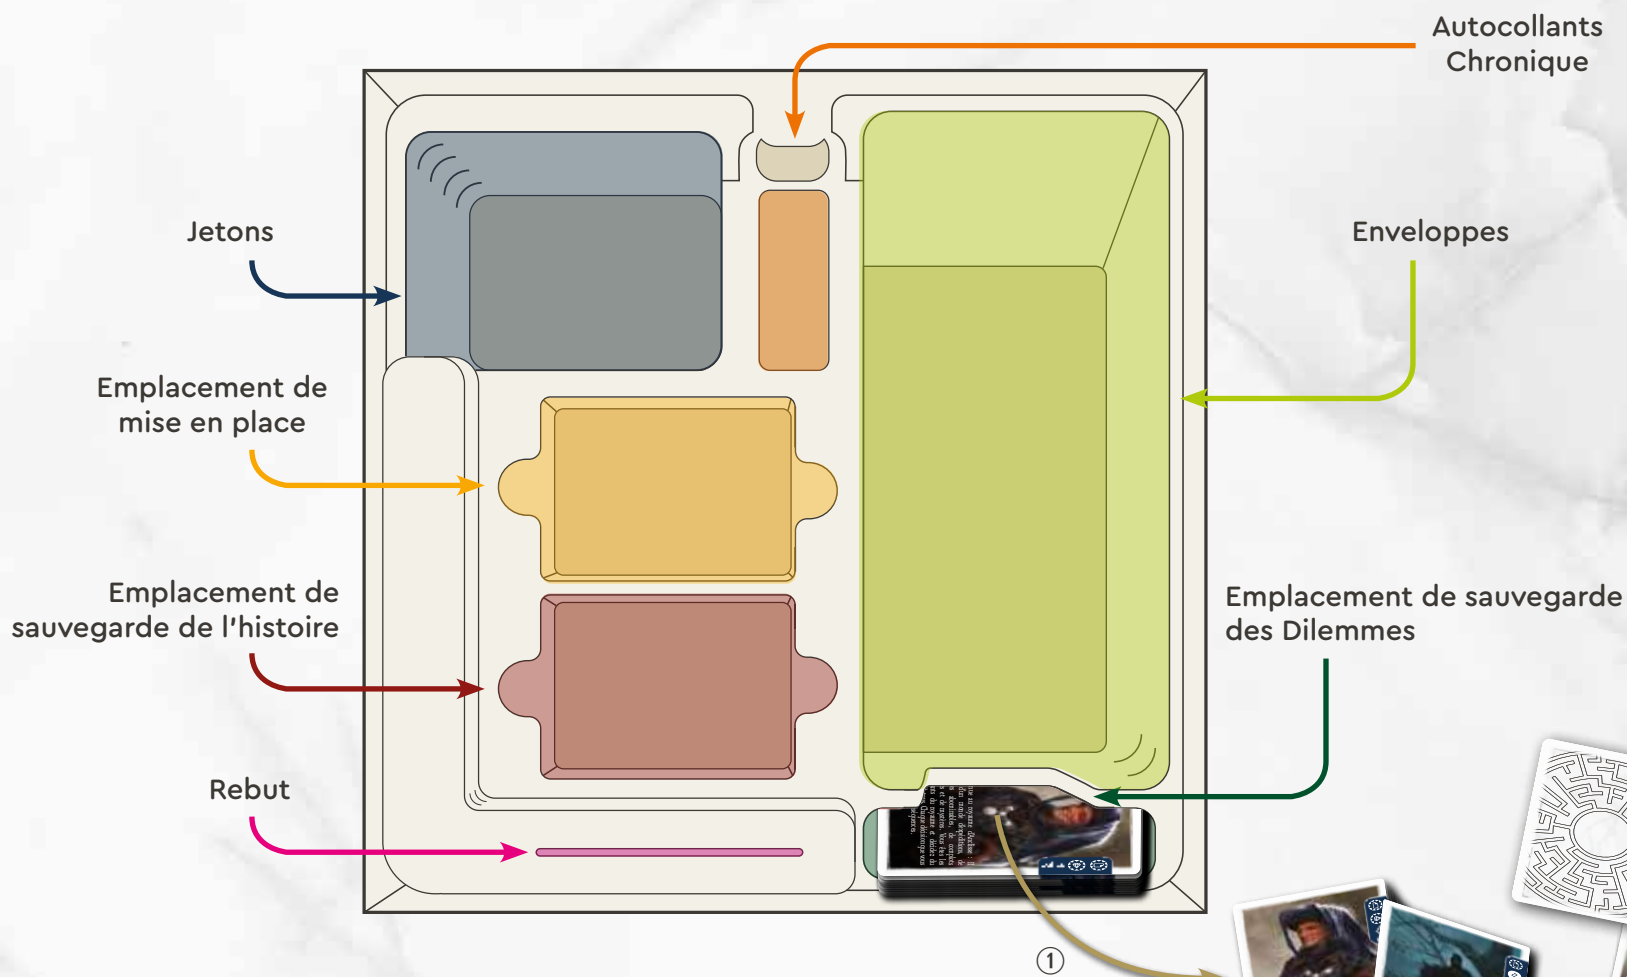 Autocollants
Chronique
Jetons
Enveloppes
Emplacement de
mise en place
Emplacement de
sauvegarde de l'histoire
Emplacement de sauvegarde
des Dilemmes
Rebut
1